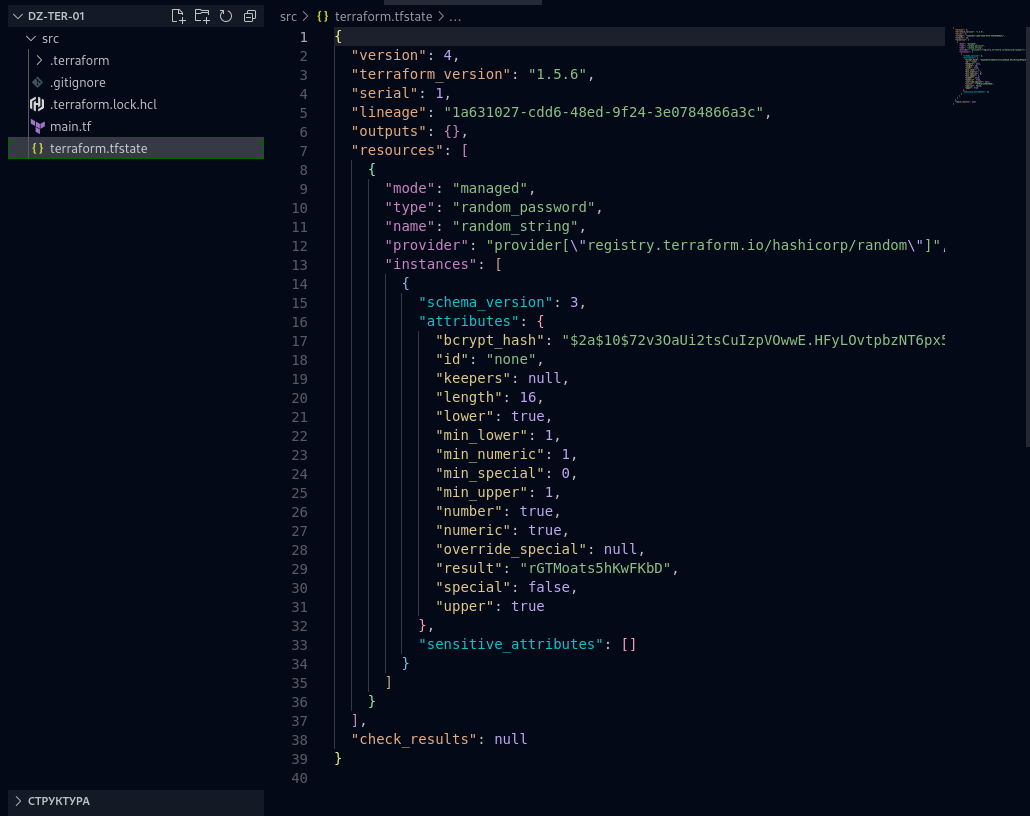 DZ-TER-01
src
.terraform
.gitignore
.terraform.lock.hcl
main.tf
{} terraform.tfstate
СТРУКТУРА
src > {} terraform.tfstate > ...
1 {
2 "version": 4,
3 "terraform_version": "1.5.6",
4 "serial": 1,
5 "lineage": "1a631027-cdd6-48ed-9f24-3e0784866a3c",
6 "outputs": {},
7 "resources": [
8 {
9 "mode": "managed",
10 "type": "random_password",
11 "name": "random_string",
12 "provider": "provider[\"registry.terraform.io/hashicorp/random\"]",
13 "instances": [
14 {
15 "schema_version": 3,
16 "attributes": {
17 "bcrypt_hash": "$2a$10$72v3OaUi2tsCuIzpVOwwE.HFyLOvtpbzNT6px5
18 "id": "none",
19 "keepers": null,
20 "length": 16,
21 "lower": true,
22 "min_lower": 1,
23 "min_numeric": 1,
24 "min_special": 0,
25 "min_upper": 1,
26 "number": true,
27 "numeric": true,
28 "override_special": null,
29 "result": "rGTMoats5hKwFKbD",
30 "special": false,
31 "upper": true
32 },
33 "sensitive_attributes": []
34 }
35 ]
36 }
37 ],
38 "check_results": null
39 }
40